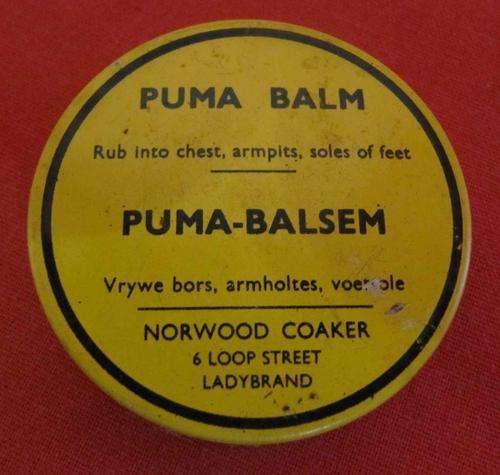 PUMA BALM
Rub into chest, armpits, soles of feet
PUMA-BALSEM
Vrywe bors, armholtes,
NORWOOD COAKER
6 LOOP STREET
LADYBRAND